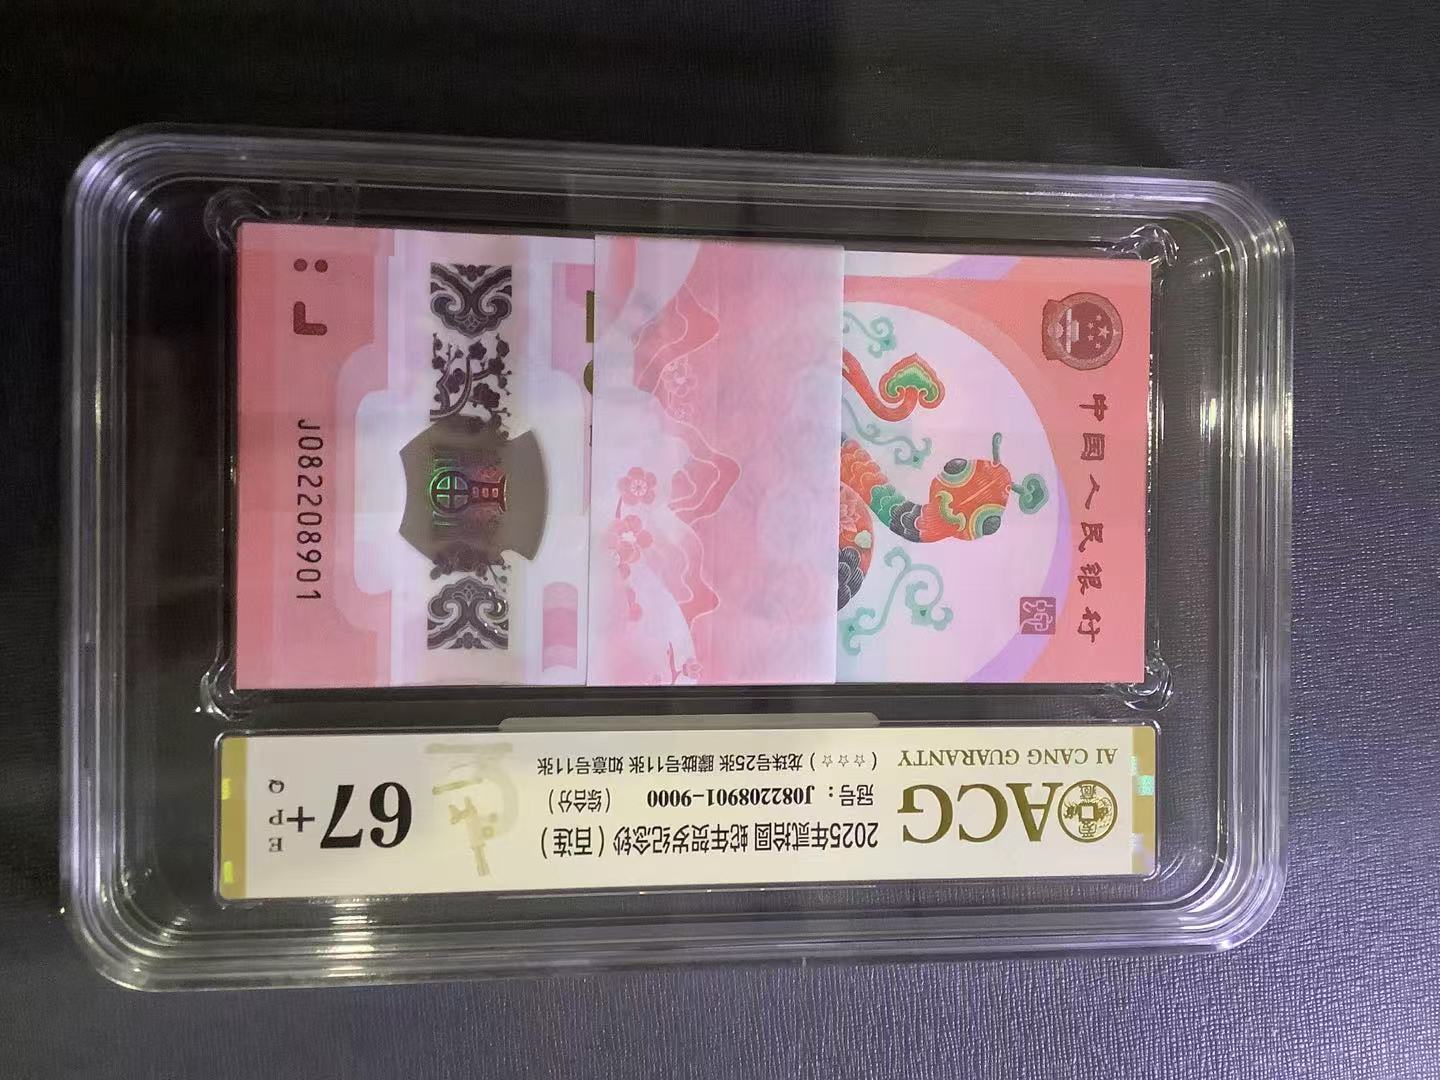 中国人民银行
J082208901
ACG
AI CANG GUARANTY
2025年贰拾圆 蛇年贺岁纪念钞（百连）
冠号：J082208901-9000 （综合分）
（☆☆☆）龙珠号25张 朦胧号11张 如意号11张
67+
E P Q